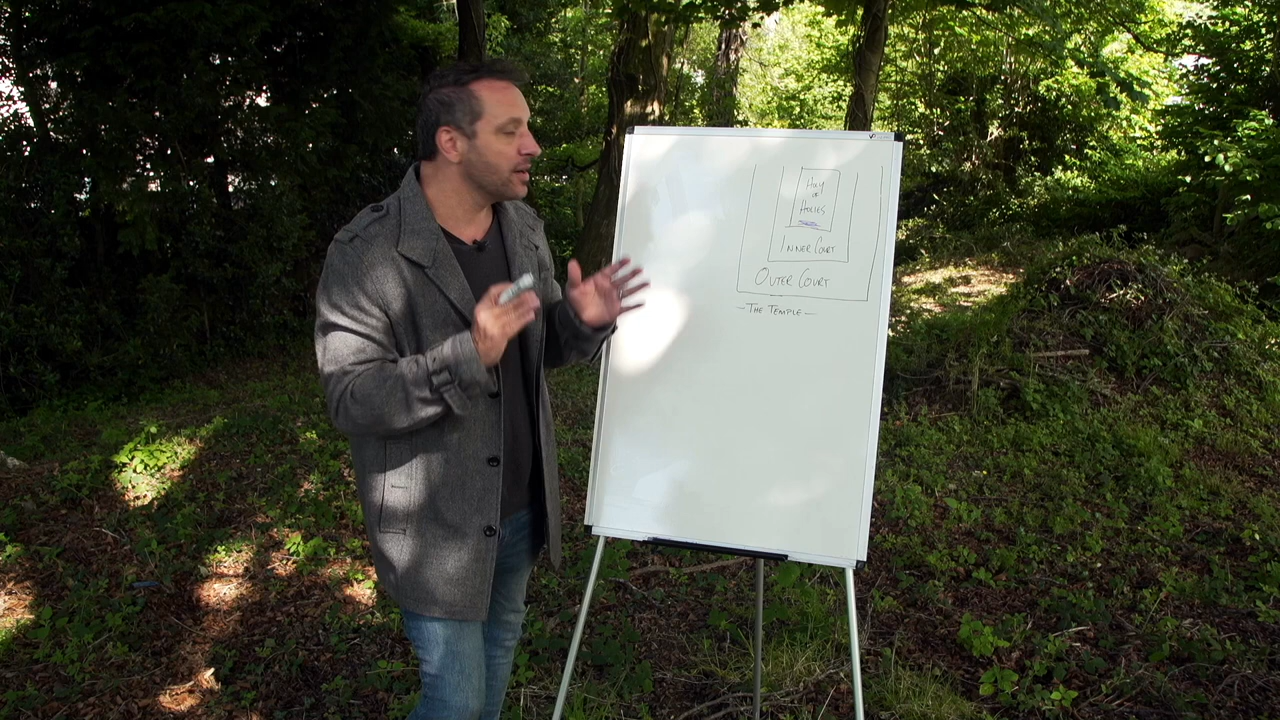 HOLY
OF
HOLIES
INNER COURT
OUTER COURT
- THE TEMPLE -